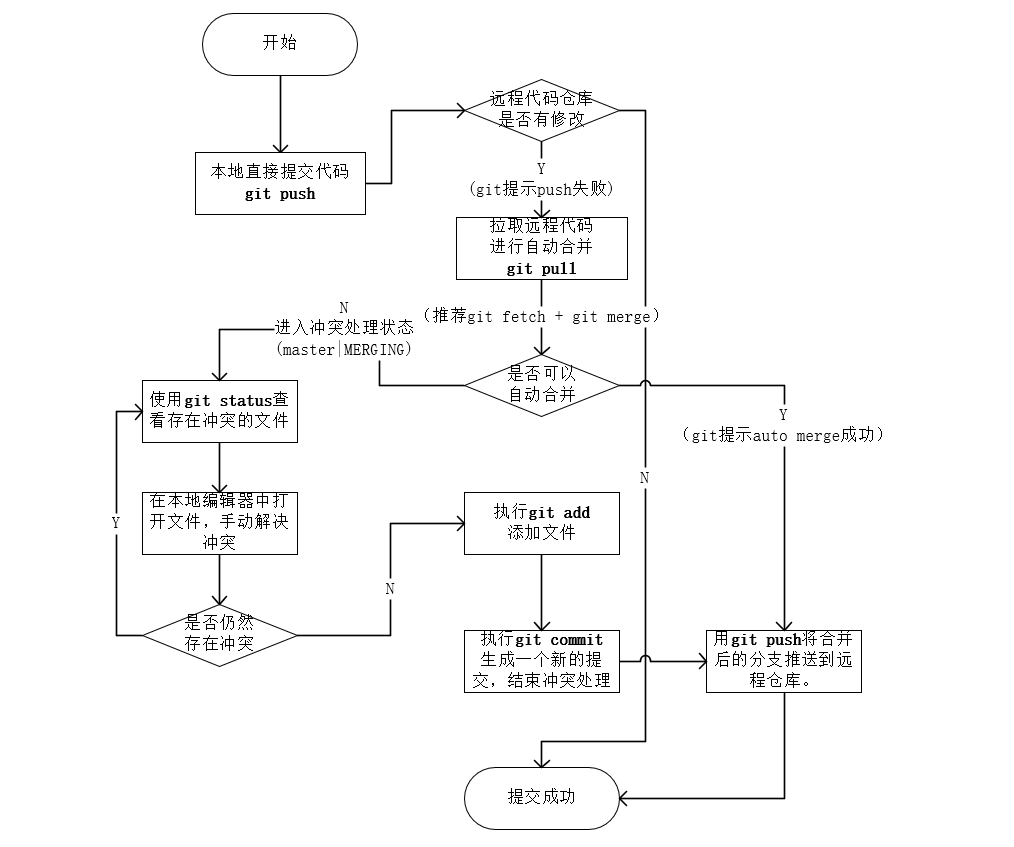 开始
远程代码仓库
是否有修改
本地直接提交代码
git push
Y
(git提示push失败)
拉取远程代码
进行自动合并
git pull
N
进入冲突处理状态
(master|MERGING)
（推荐git fetch + git merge）
是否可以
自动合并
使用git status查
看存在冲突的文件
Y
（git提示auto merge成功）
N
在本地编辑器中打
开文件，手动解决
冲突
执行git add
添加文件
Y
N
是否仍然
存在冲突
执行git commit
生成一个新的提
交，结束冲突处理
用git push将合并
后的分支推送到远
程仓库。
提交成功